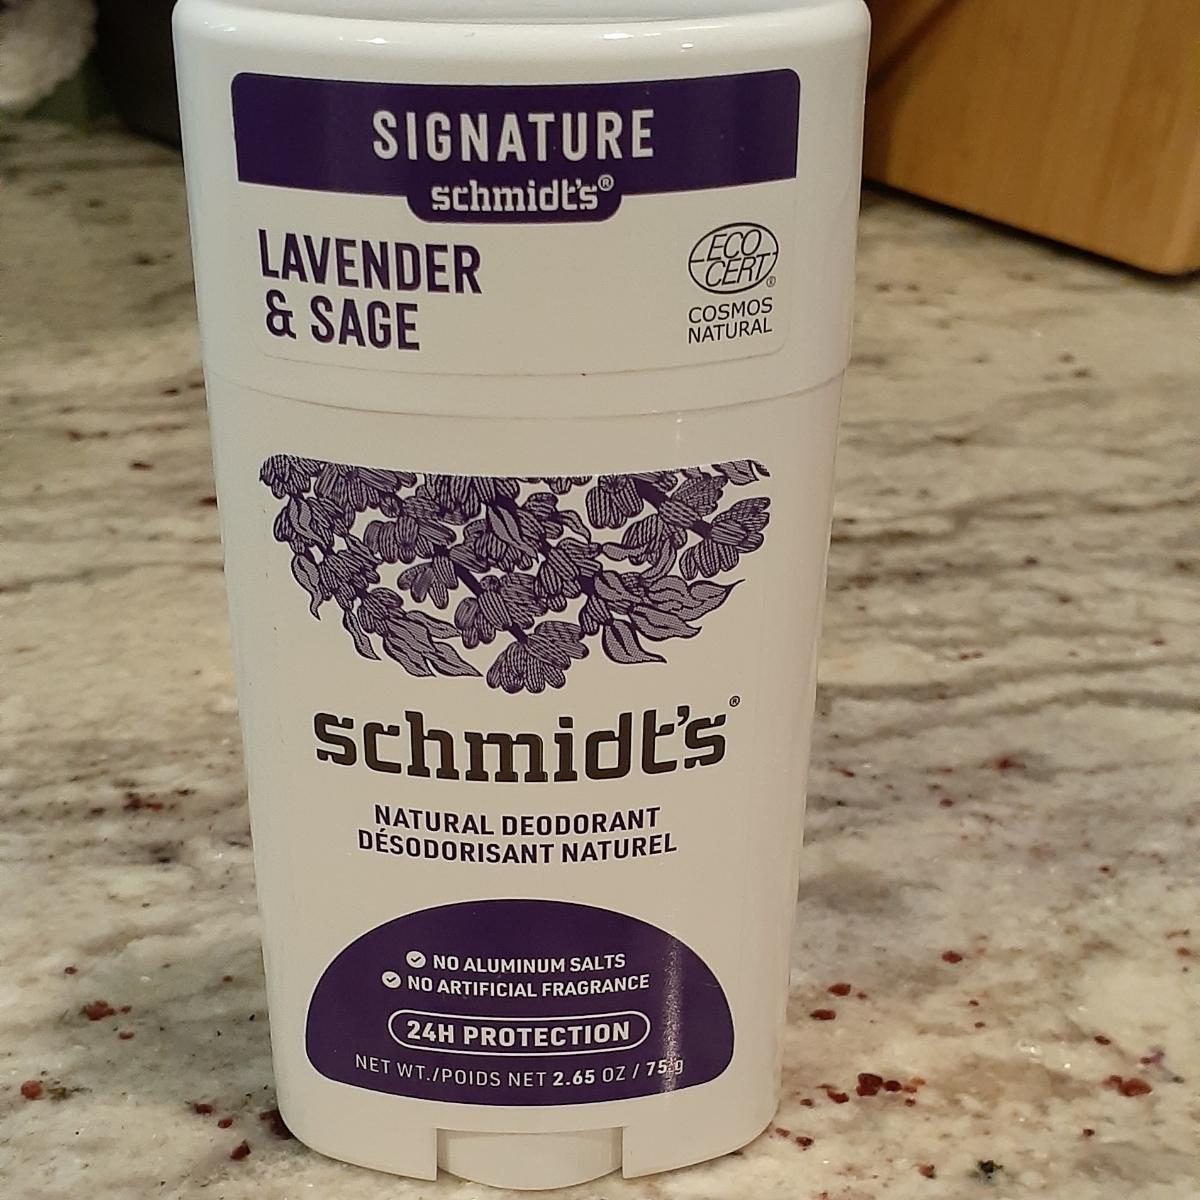 SIGNATURE
schmidt's®
LAVENDER
& SAGE
ECO
CERT®
COSMOS
NATURAL
schmidt's®
NATURAL DEODORANT
DÉSODORISANT NATUREL
NO ALUMINUM SALTS
NO ARTIFICIAL FRAGRANCE
24H PROTECTION
NET WT./POIDS NET 2.65 OZ / 75 g